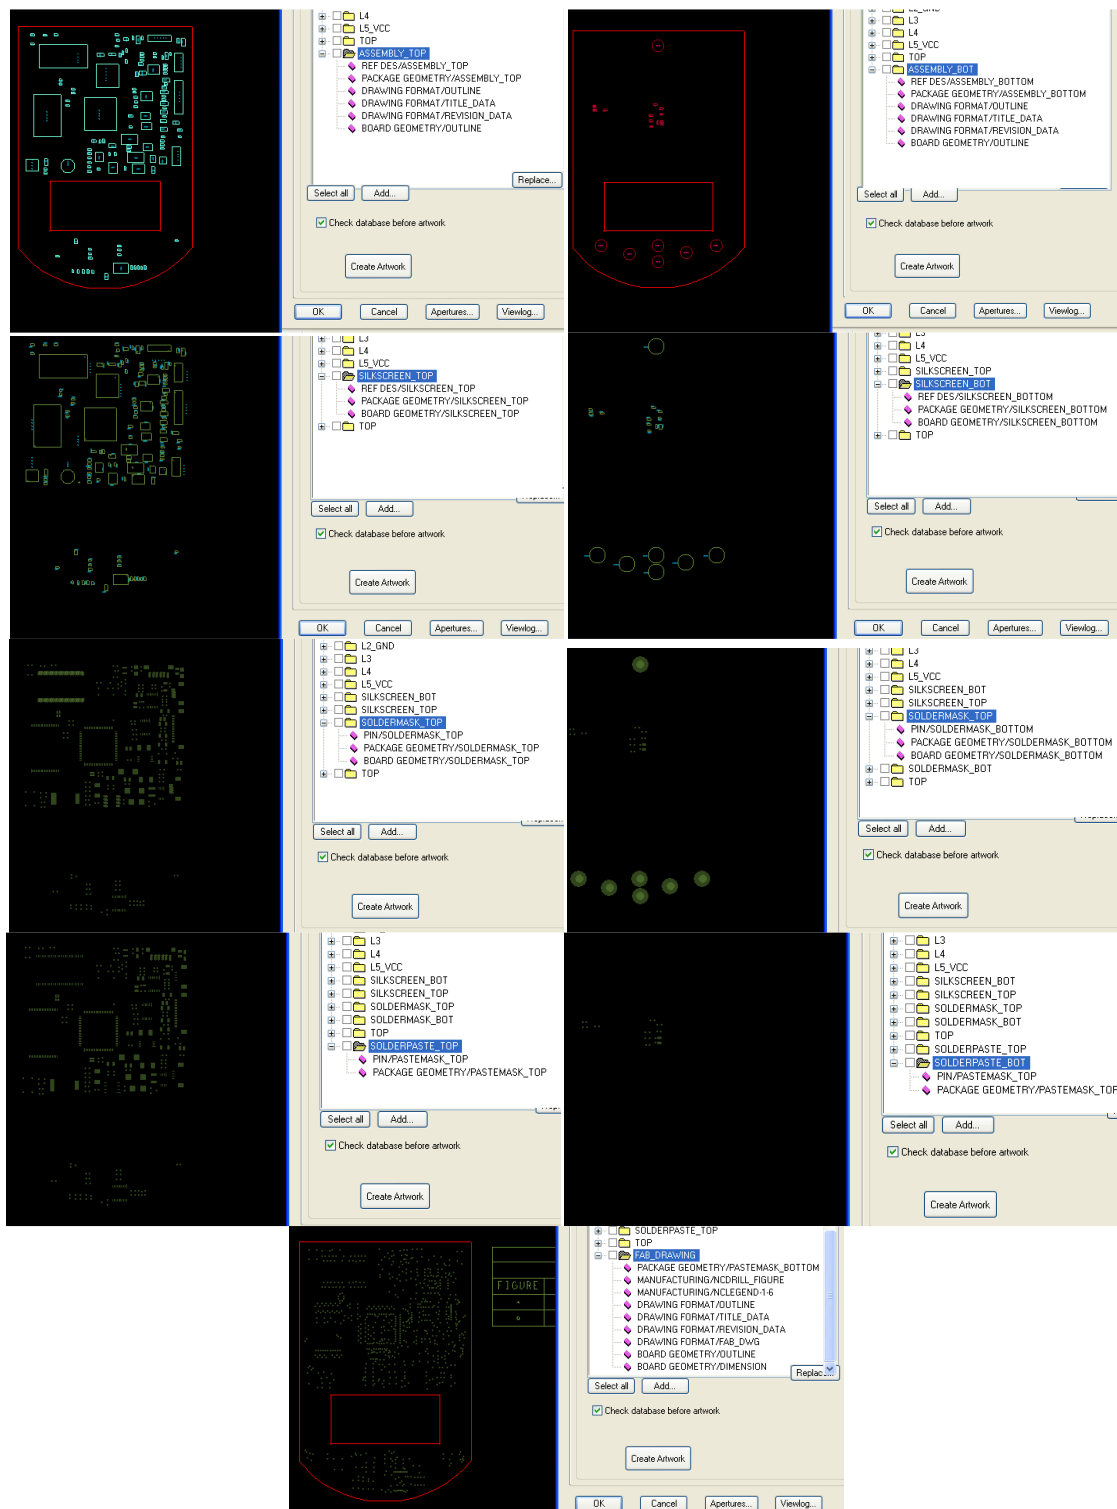 L4
L5_VCC
TOP
ASSEMBLY_TOP
REF DES/ASSEMBLY_TOP
PACKAGE GEOMETRY/ASSEMBLY_TOP
DRAWING FORMAT/OUTLINE
DRAWING FORMAT/TITLE_DATA
DRAWING FORMAT/REVISION_DATA
BOARD GEOMETRY/OUTLINE
Replace...
Select all
Add...
Check database before artwork
Create Artwork
OK
Cancel
Apertures...
Viewlog...
L2_GND
L3
L4
L5_VCC
TOP
ASSEMBLY_BOT
REF DES/ASSEMBLY_BOTTOM
PACKAGE GEOMETRY/ASSEMBLY_BOTTOM
DRAWING FORMAT/OUTLINE
DRAWING FORMAT/TITLE_DATA
DRAWING FORMAT/REVISION_DATA
BOARD GEOMETRY/OUTLINE
Select all
Add...
Check database before artwork
Create Artwork
OK
Cancel
Apertures...
Viewlog...
L3
L4
L5_VCC
SILKSCREEN_TOP
REF DES/SILKSCREEN_TOP
PACKAGE GEOMETRY/SILKSCREEN_TOP
BOARD GEOMETRY/SILKSCREEN_TOP
TOP
Select all
Add...
Check database before artwork
Create Artwork
OK
Cancel
Apertures...
Viewlog...
L3
L4
L5_VCC
SILKSCREEN_TOP
SILKSCREEN_BOT
REF DES/SILKSCREEN_BOTTOM
PACKAGE GEOMETRY/SILKSCREEN_BOTTOM
BOARD GEOMETRY/SILKSCREEN_BOTTOM
TOP
Select all
Add...
Check database before artwork
Create Artwork
OK
Cancel
Apertures...
Viewlog...
L2_GND
L3
L4
L5_VCC
SILKSCREEN_BOT
SILKSCREEN_TOP
SOLDERMASK_TOP
PIN/SOLDERMASK_TOP
PACKAGE GEOMETRY/SOLDERMASK_TOP
BOARD GEOMETRY/SOLDERMASK_TOP
TOP
Select all
Add...
Check database before artwork
Create Artwork
L3
L4
L5_VCC
SILKSCREEN_BOT
SILKSCREEN_TOP
SOLDERMASK_TOP
PIN/SOLDERMASK_BOTTOM
PACKAGE GEOMETRY/SOLDERMASK_BOTTOM
BOARD GEOMETRY/SOLDERMASK_BOTTOM
SOLDERMASK_BOT
TOP
Select all
Add...
Check database before artwork
Create Artwork
L3
L4
L5_VCC
SILKSCREEN_BOT
SILKSCREEN_TOP
SOLDERMASK_TOP
SOLDERMASK_BOT
TOP
SOLDERPASTE_TOP
PIN/PASTEMASK_TOP
PACKAGE GEOMETRY/PASTEMASK_TOP
Select all
Add...
Check database before artwork
Create Artwork
L3
L4
L5_VCC
SILKSCREEN_BOT
SILKSCREEN_TOP
SOLDERMASK_TOP
SOLDERMASK_BOT
TOP
SOLDERPASTE_TOP
SOLDERPASTE_BOT
PIN/PASTEMASK_TOP
PACKAGE GEOMETRY/PASTEMASK_TOP
Select all
Add...
Check database before artwork
Create Artwork
FIGURE
SOLDERPASTE_TOP
TOP
FAB_DRAWING
PACKAGE GEOMETRY/PASTEMASK_BOTTOM
MANUFACTURING/NCDRILL_FIGURE
MANUFACTURING/NCLEGEND-1-6
DRAWING FORMAT/OUTLINE
DRAWING FORMAT/TITLE_DATA
DRAWING FORMAT/REVISION_DATA
DRAWING FORMAT/FAB_DWG
BOARD GEOMETRY/OUTLINE
BOARD GEOMETRY/DIMENSION
Replac...
Select all
Add...
Check database before artwork
Create Artwork
OK
Cancel
Apertures...
Viewlog...